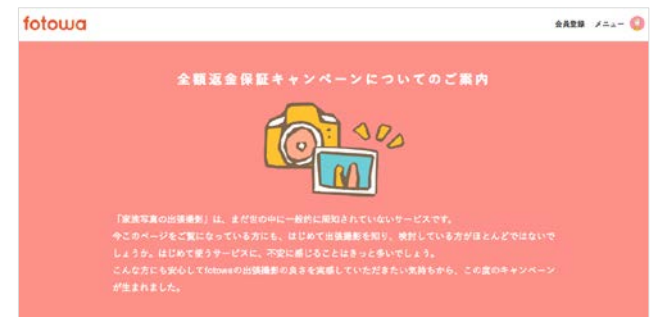 fotowa
会員登録 メニュー
全額返金保証キャンペーンについてのご案内
「家族写真の出張撮影」は、まだ世の中に一般的に周知されていないサービスです。
今このページをご覧になっている方にも、はじめて出張撮影を知り、検討している方がほとんどではないで
しょうか。はじめて使うサービスに、不安に感じることはきっと多いでしょう。
こんな方にも安心してfotowaの出張撮影の良さを実感していただきたい気持ちから、この度のキャンペーン
が生まれました。